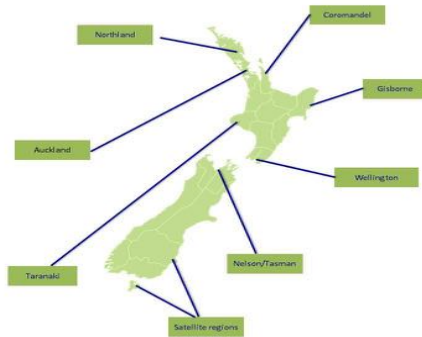 Coromandel
Northland
Gisborne
Auckland
Wellington
Nelson/Tasman
Taranaki
Satellite regions